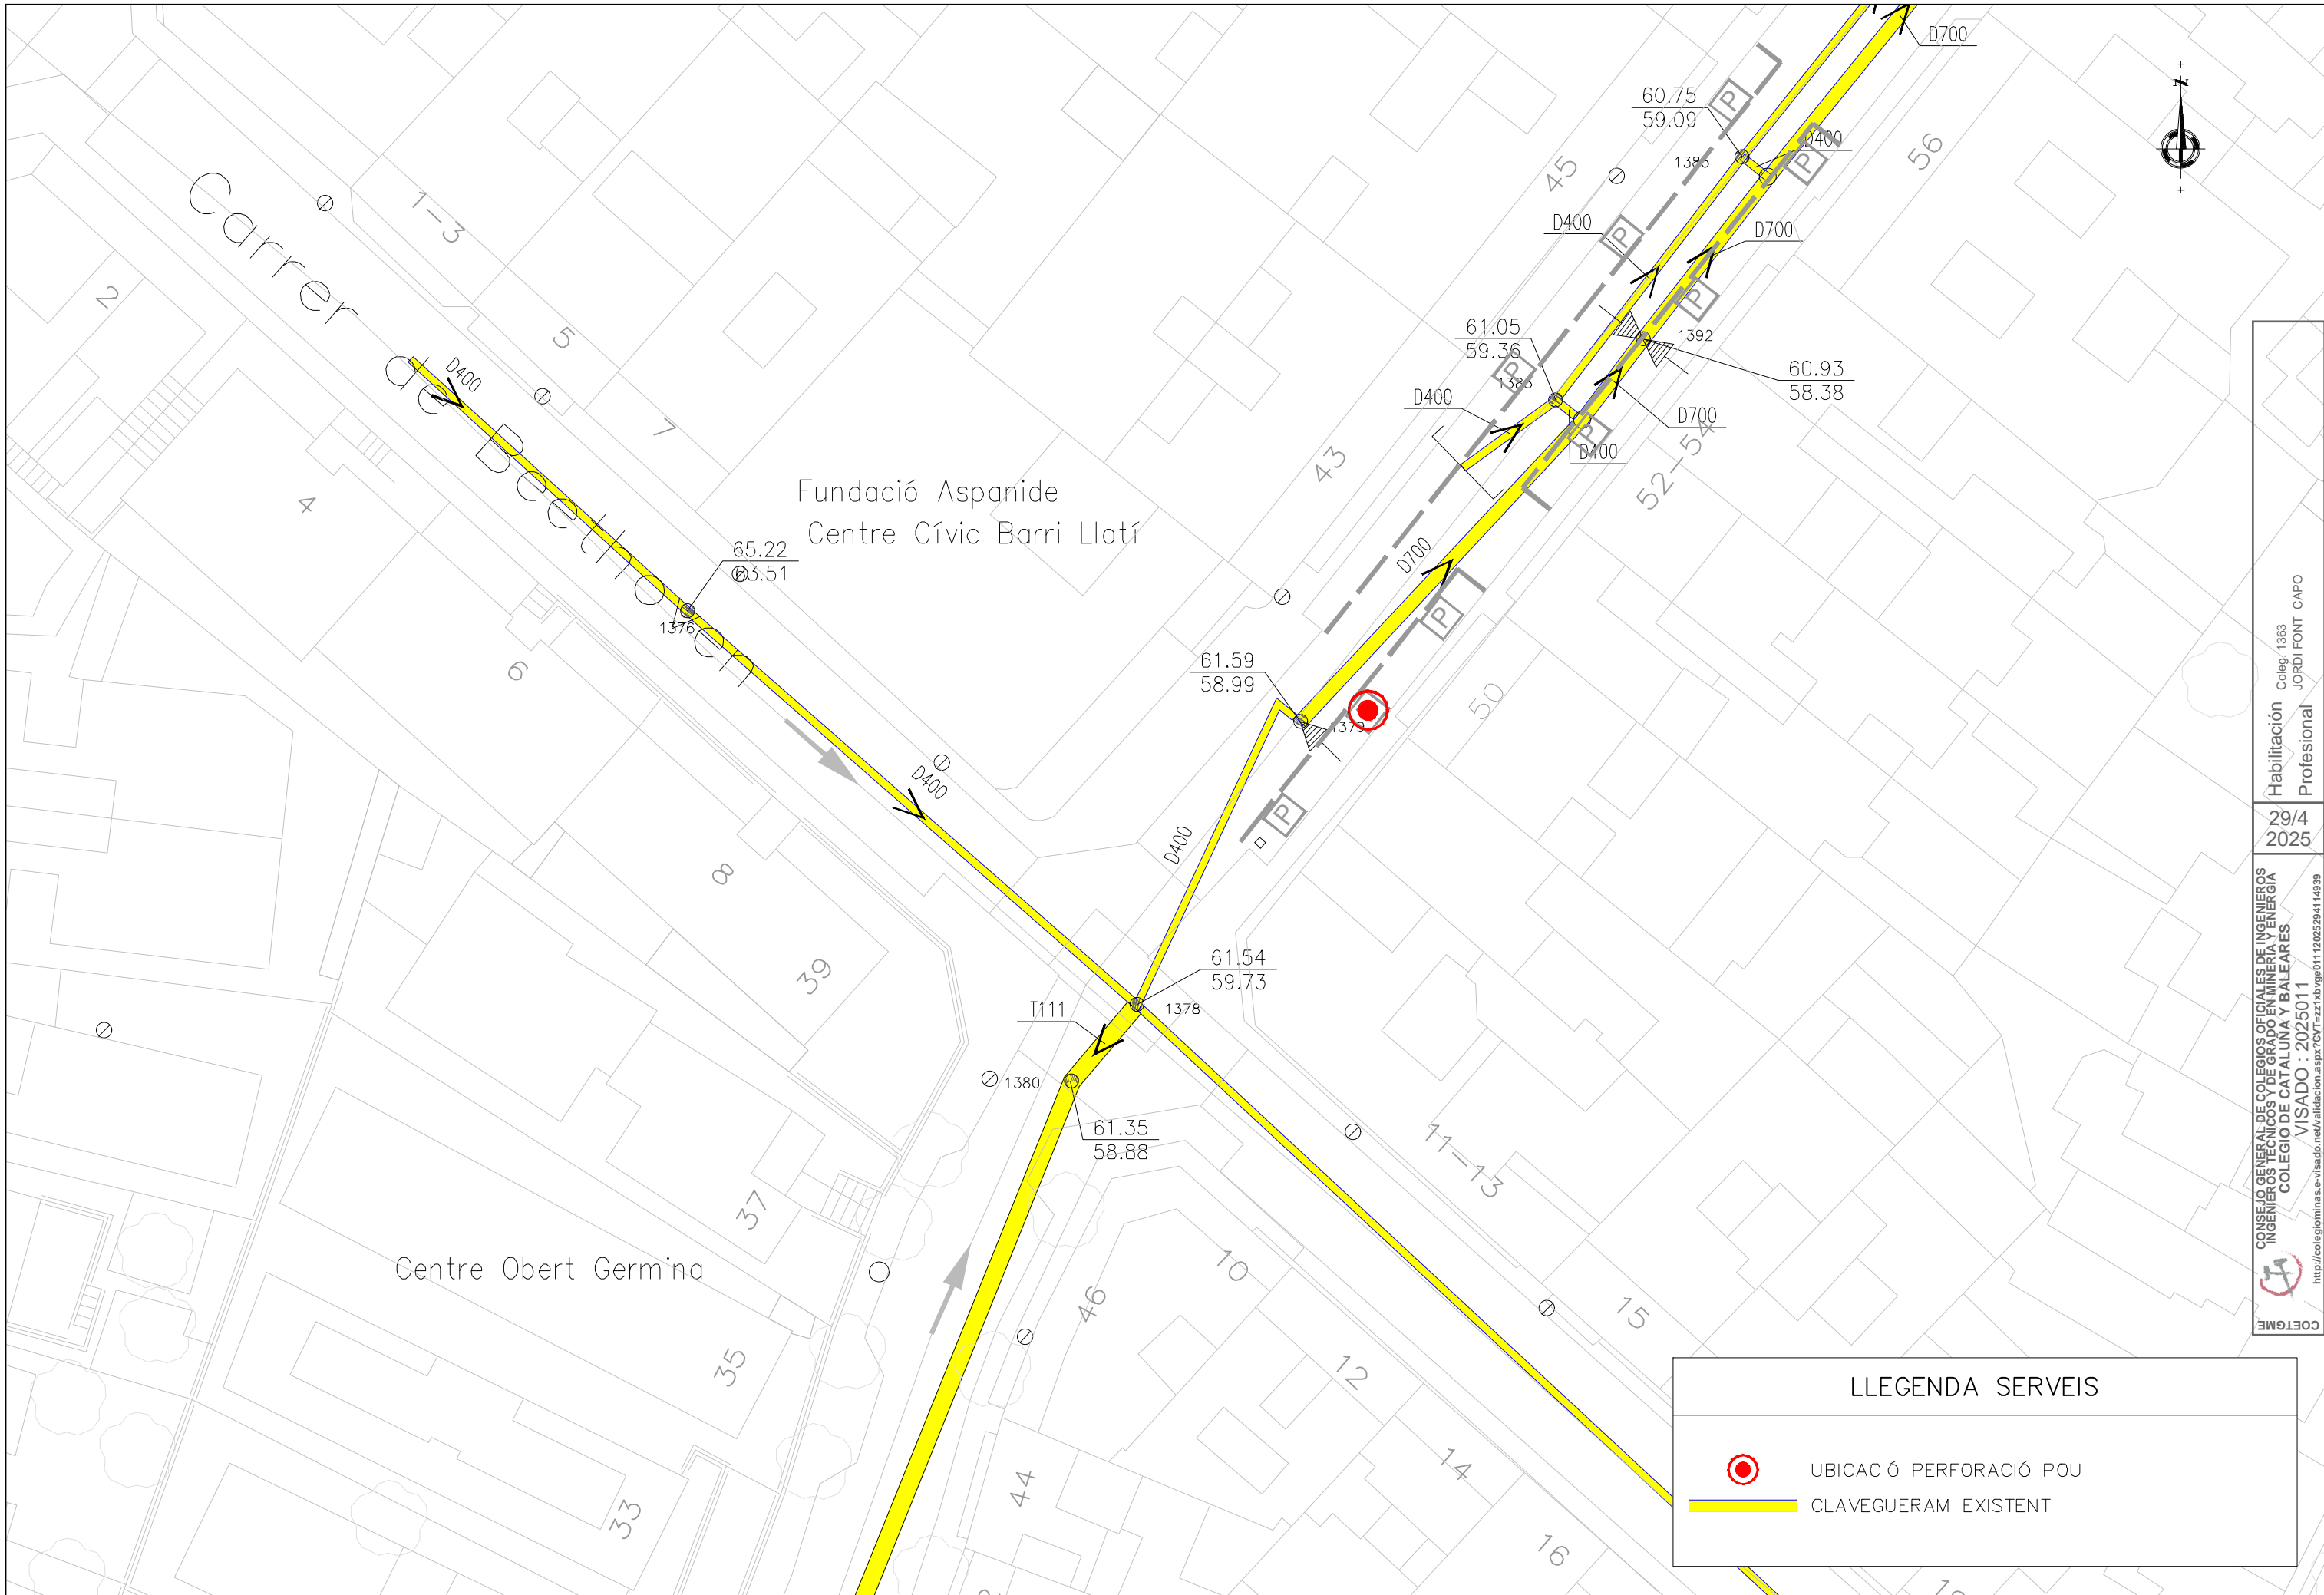 D700
N
60.75
59.09
D400
P
1385
56
45
P
P
D400
D700
P
P
1-3
Carrer de Beethoven
2
5
61.05
59.36
1392
60.93
58.38
P
1385
D400
D400
D700
P
D400
7
43
52-54
4
Fundació Aspanide
Centre Cívic Barri Llatí
65.22
63.51
1376
D700
P
6
61.59
58.99
1379
50
D400
P
D400
8
39
61.54
59.73
1378
T111
1380
61.35
58.88
11-13
37
Centre Obert Germina
10
46
15
35
12
44
14
33
16
LLEGENDA SERVEIS
UBICACIÓ PERFORACIÓ POU
CLAVEGUERAM EXISTENT
Habilitación Coleg. 1363
Profesional JORDI FONT CAPO
29/4
2025
CONSEJO GENERAL DE COLEGIOS OFICIALES DE INGENIEROS
INGENIEROS TÉCNICOS Y DE GRADO EN MINERIA Y ENERGIA
COLEGIO DE CATALUÑA Y BALEARES
VISADO : 2025011
COETGME